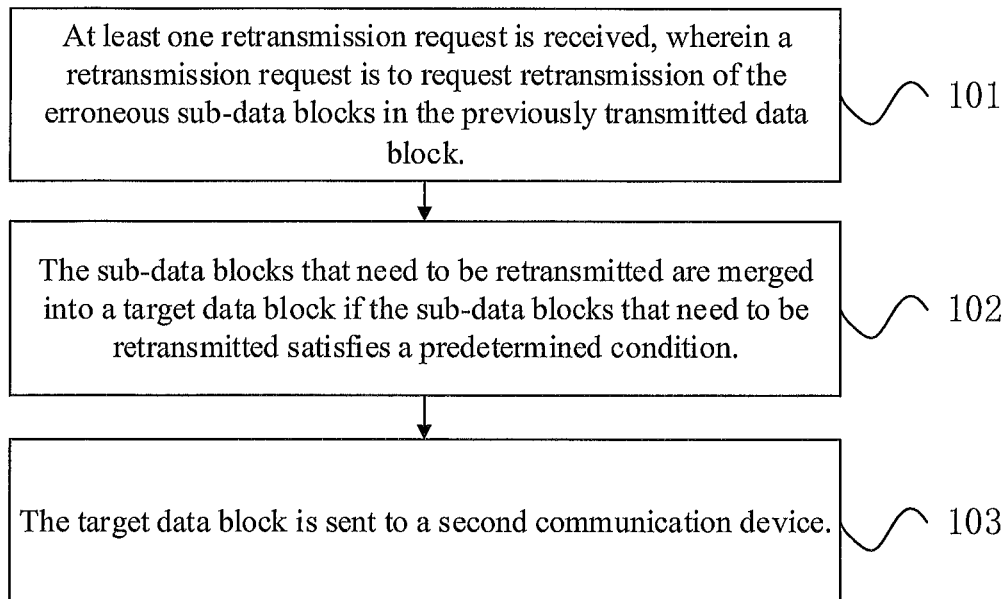 At least one retransmission request is received, wherein a
retransmission request is to request retransmission of the
erroneous sub-data blocks in the previously transmitted data
block.
101
The sub-data blocks that need to be retransmitted are merged
into a target data block if the sub-data blocks that need to be
retransmitted satisfies a predetermined condition.
102
The target data block is sent to a second communication device.
103